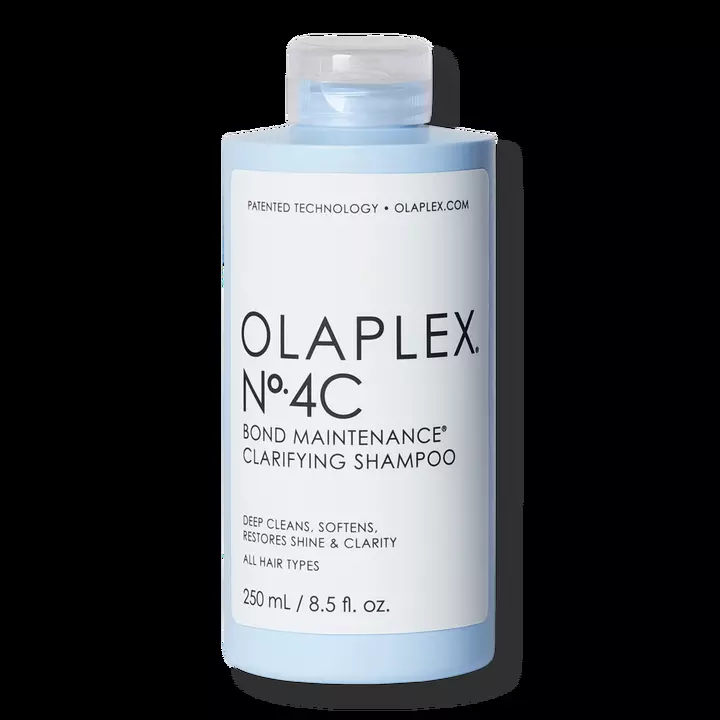 PATENTED TECHNOLOGY • OLAPLEX.COM
OLAPLEX®
Nº.4C
BOND MAINTENANCE®
CLARIFYING SHAMPOO
DEEP CLEANS, SOFTENS,
RESTORES SHINE & CLARITY
ALL HAIR TYPES
250 mL / 8.5 fl. oz.